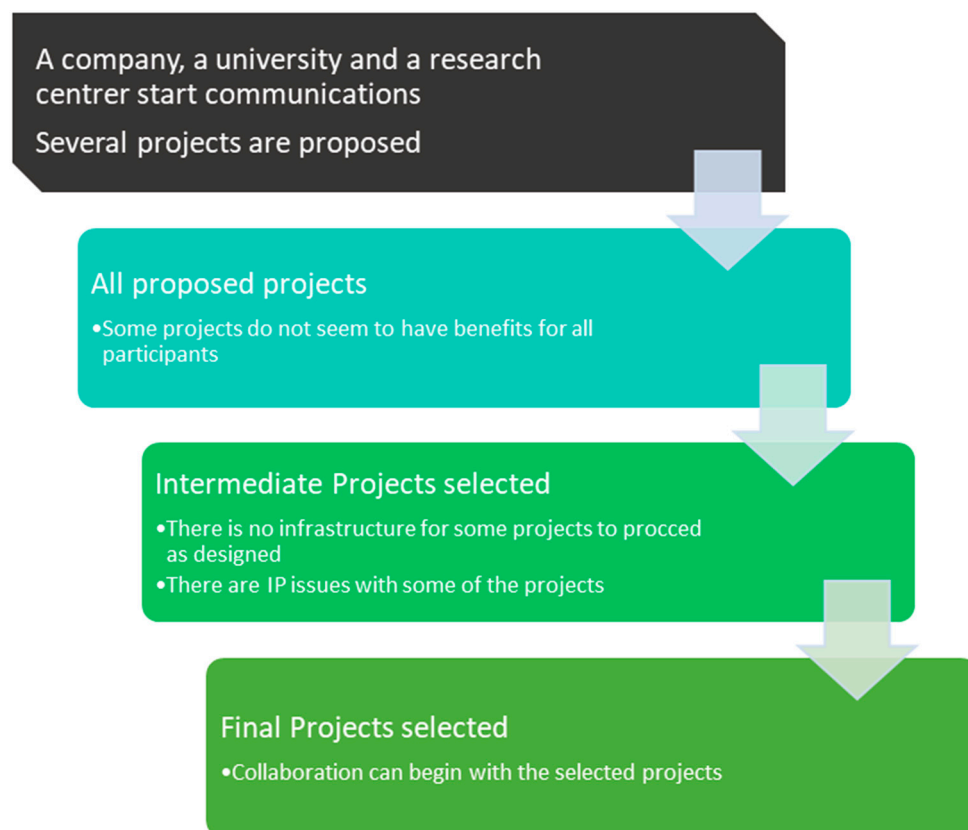 A company, a university and a research
centrer start communications
Several projects are proposed
All proposed projects
•Some projects do not seem to have benefits for all
participants
Intermediate Projects selected
•There is no infrastructure for some projects to procced
as designed
•There are IP issues with some of the projects
Final Projects selected
•Collaboration can begin with the selected projects